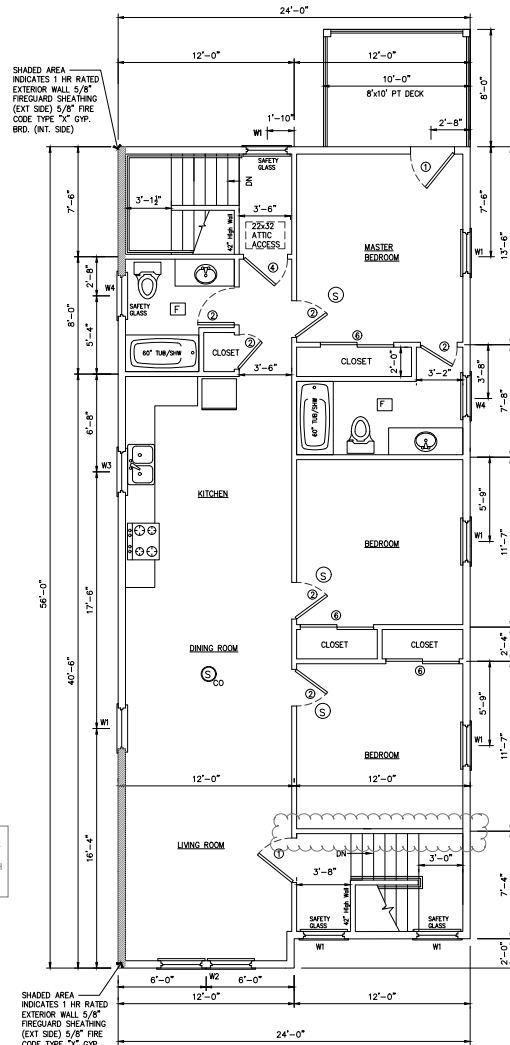 24'-0"
12'-0"
12'-0"
10'-0"
8'x10' PT DECK
8'-0"
SHADED AREA
INDICATES 1 HR RATED
EXTERIOR WALL 5/8"
FIREGUARD SHEATHING
(EXT SIDE) 5/8" FIRE
CODE TYPE "X" GYP.
BRD. (INT. SIDE)
1'-10"
2'-8"
W1
SAFETY
GLASS
1
7'-6"
3'-1½"
DN
3'-6"
42" High Wall
22x32
ATTIC
ACCESS
MASTER
BEDROOM
W1
7'-6"
13'-6"
4
2'-8"
W4
SAFETY
GLASS
F
S
2
2
8'-0"
5'-4"
60" TUB/SHW
CLOSET
2
6
CLOSET
2'-0"
2
3'-6"
3'-2"
3'-8"
W4
7'-8"
60" TUB/SHW
F
6'-8"
W3
KITCHEN
5'-9"
BEDROOM
W1
11'-7"
S
2
6
56'-0"
40'-6"
17'-6"
DINING ROOM
CLOSET
CLOSET
2'-4"
S
CO
2
6
S
5'-9"
W1
W1
BEDROOM
11'-7"
12'-0"
12'-0"
16'-4"
LIVING ROOM
1
DN
3'-8"
3'-0"
42" High Wall
7'-4"
SAFETY
GLASS
SAFETY
GLASS
W1
W1
2'-0"
6'-0"
W2
6'-0"
12'-0"
12'-0"
SHADED AREA
INDICATES 1 HR RATED
EXTERIOR WALL 5/8"
FIREGUARD SHEATHING
(EXT SIDE) 5/8" FIRE
CODE TYPE "X" GYP.
24'-0"